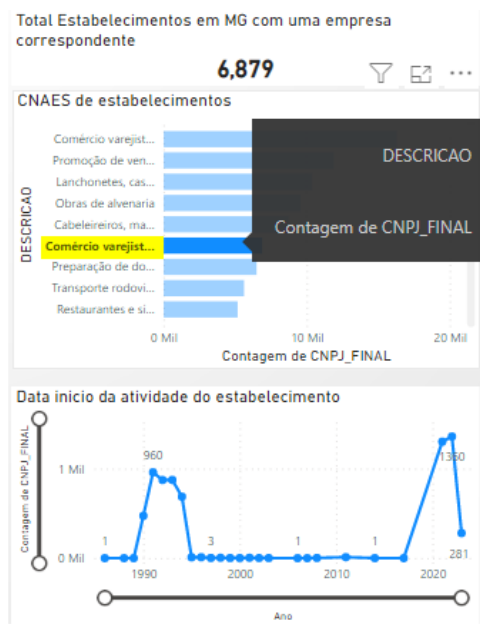 Total Estabelecimentos em MG com uma empresa
correspondente
6,879
CNAES de estabelecimentos
DESCRICAO
Comércio varejist...
Promoção de ven...
Lanchonetes, cas...
Obras de alvenaria
Cabeleireiros, ma...
Comércio varejist...
Preparação de do...
Transporte rodovi...
Restaurantes e si...
DESCRICAO
Contagem de CNPJ_FINAL
0 Mil 10 Mil 20 Mil
Contagem de CNPJ_FINAL
Data inicio da atividade do estabelecimento
Contagem de CNPJ_FINAL
1 Mil
0 Mil
1
960
3
1
1
1360
281
1990 2000 2010 2020
Ano